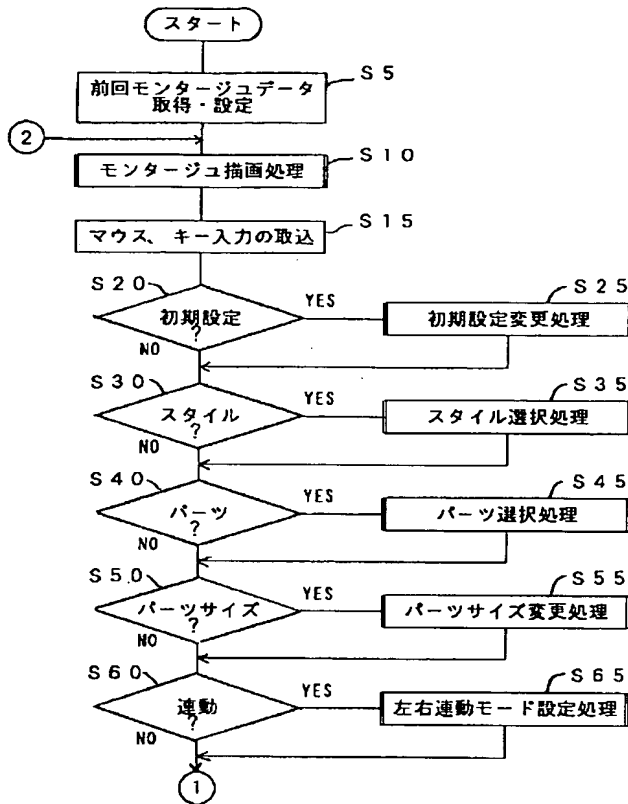 スタート
S5
前回モンタージュデータ
取得・設定
2
S10
モンタージュ描画処理
S15
マウス、キー入力の取込
S20
初期設定
?
YES
NO
S25
初期設定変更処理
S30
スタイル
?
YES
NO
S35
スタイル選択処理
S40
パーツ
?
YES
NO
S45
パーツ選択処理
S50
パーツサイズ
?
YES
NO
S55
パーツサイズ変更処理
S60
連動
?
YES
NO
S65
左右連動モード設定処理
1